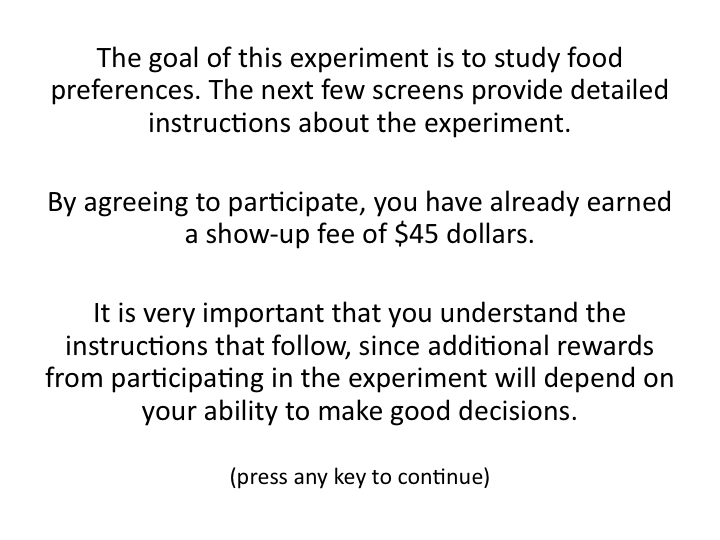 The goal of this experiment is to study food
preferences. The next few screens provide detailed
instructions about the experiment.
By agreeing to participate, you have already earned
a show-up fee of $45 dollars.
It is very important that you understand the
instructions that follow, since additional rewards
from participating in the experiment will depend on
your ability to make good decisions.
(press any key to continue)